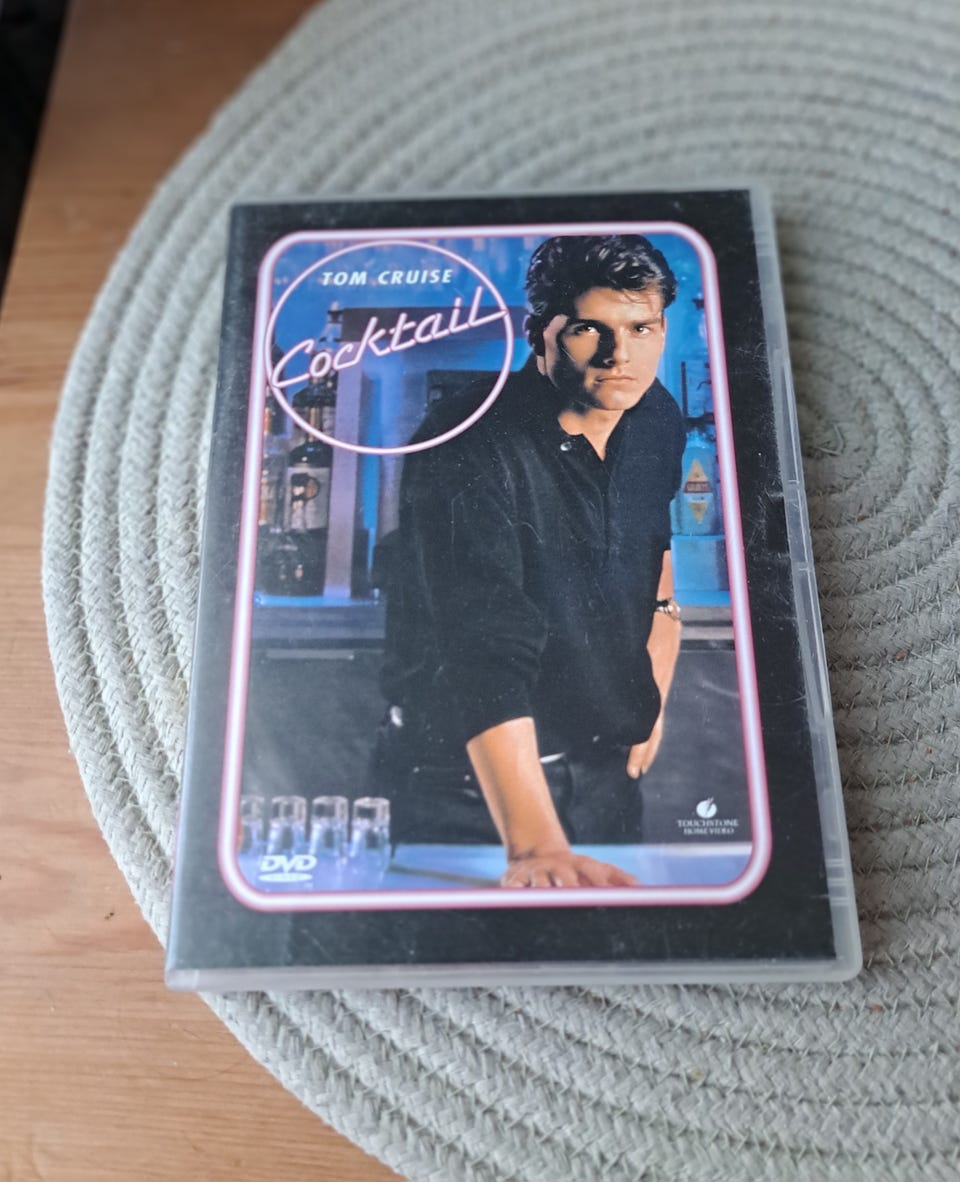 TOM CRUISE
Cocktail
TOUCHSTONE
HOME VIDEO
DVD